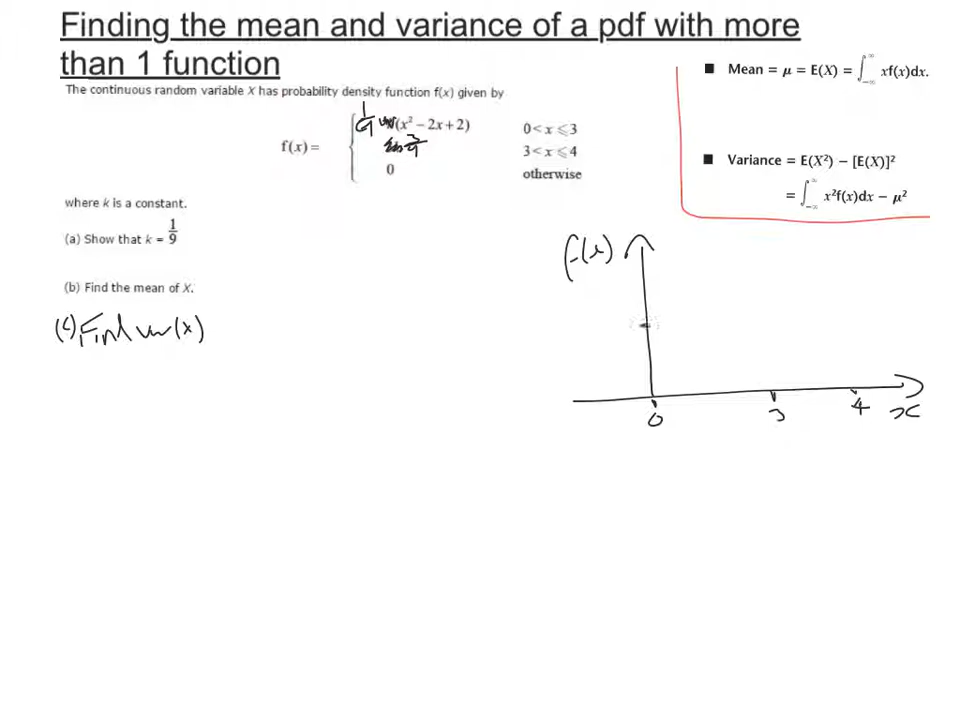 Finding the mean and variance of a pdf with more
than 1 function
The continuous random variable X has probability density function f(x) given by
f(x) =
1/9 (x² − 2x + 2) 0 < x ⩽ 3
3 < x ⩽ 4
0 otherwise
where k is a constant.
(a) Show that k = 1/9
(b) Find the mean of X.
(c) Find var(x)
■ Mean = μ = E(X) = ∫_{−∞}^{∞} xf(x)dx.
■ Variance = E(X²) − [E(X)]²
= ∫_{−∞}^{∞} x²f(x)dx − μ²
f(x)
0 3 4 x